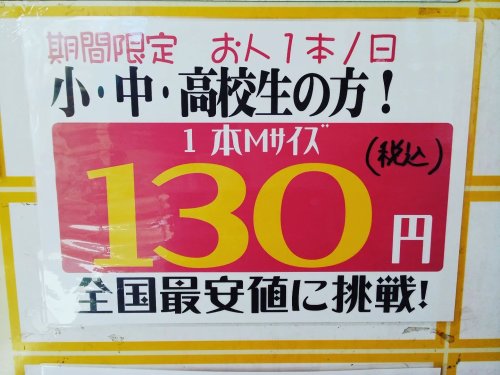 期間限定 お人1本/日
小・中・高校生の方!
1本Mサイズ
130円
(税込)
全国最安値に挑戦!